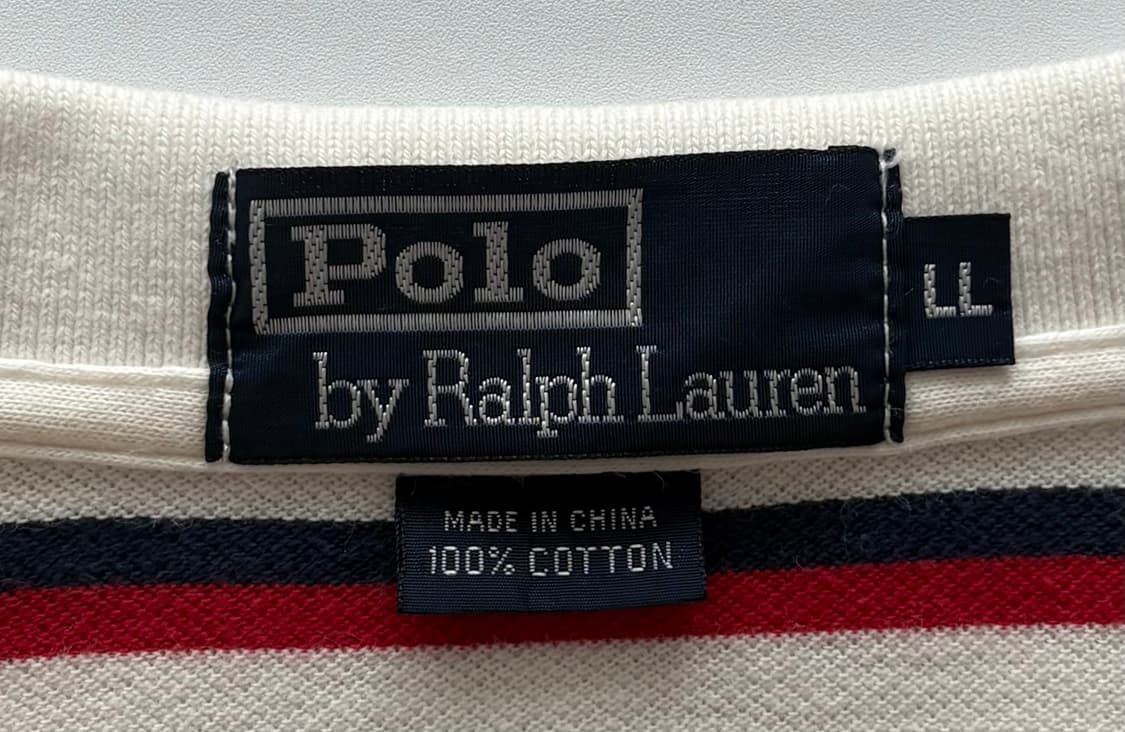 Polo
by Ralph Lauren
LL
MADE IN CHINA
100% COTTON